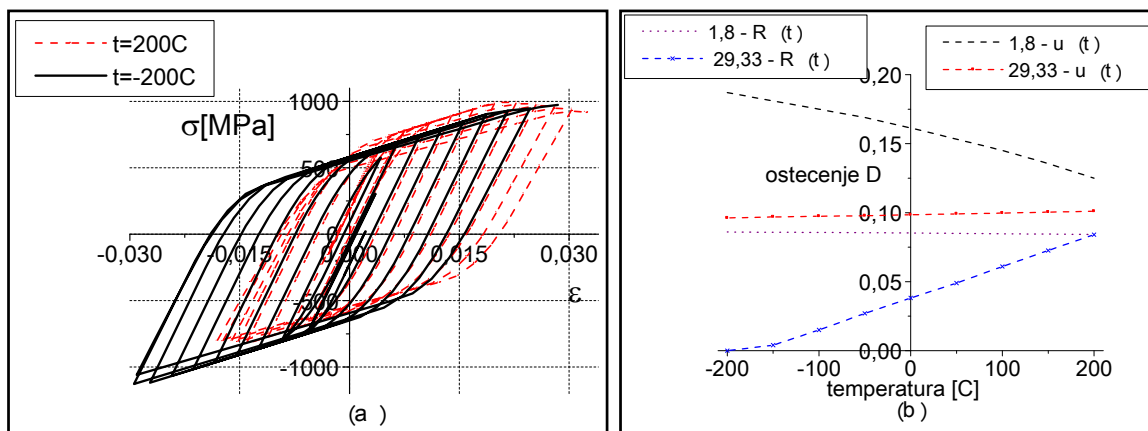 t=200C
t=-200C
σ[MPa]
1000
500
0
-0,030
-0,015
0,000
0,015
0,030
-500
ε
-1000
(a )
1,8 - R (t )
29,33 - R (t )
1,8 - u (t )
29,33 - u (t )
0,20
0,15
ostecenje D
0,10
0,05
0,00
-200
-100
0
100
200
temperatura [C]
(b )